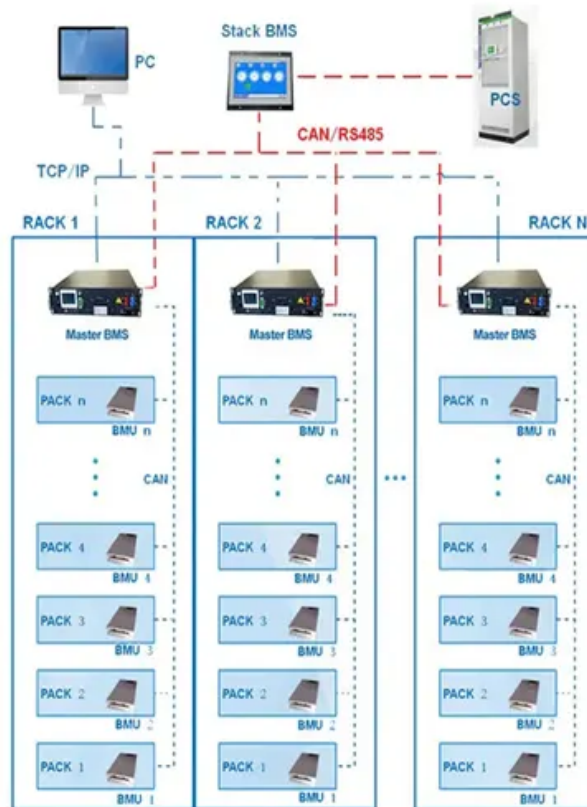 PC
Stack BMS
PCS
CAN/RS485
TCP/IP
RACK 1
RACK 2
RACK N
Master BMS
Master BMS
Master BMS
PACK n
BMU n
PACK n
BMU n
PACK n
BMU n
CAN
CAN
CAN
PACK 4
BMU 4
PACK 4
BMU 4
PACK 4
BMU 4
PACK 3
BMU 3
PACK 3
BMU 3
PACK 3
BMU 3
PACK 2
BMU 2
PACK 2
BMU 2
PACK 2
BMU 2
PACK 1
BMU 1
PACK 1
BMU 1
PACK 1
BMU 1